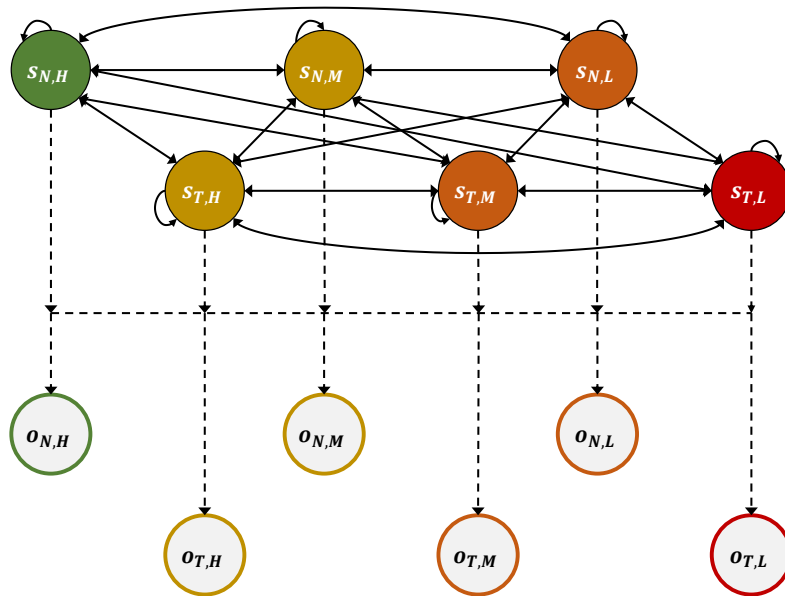 s_{N,H}
s_{N,M}
s_{N,L}
s_{T,H}
s_{T,M}
s_{T,L}
o_{N,H}
o_{N,M}
o_{N,L}
o_{T,H}
o_{T,M}
o_{T,L}